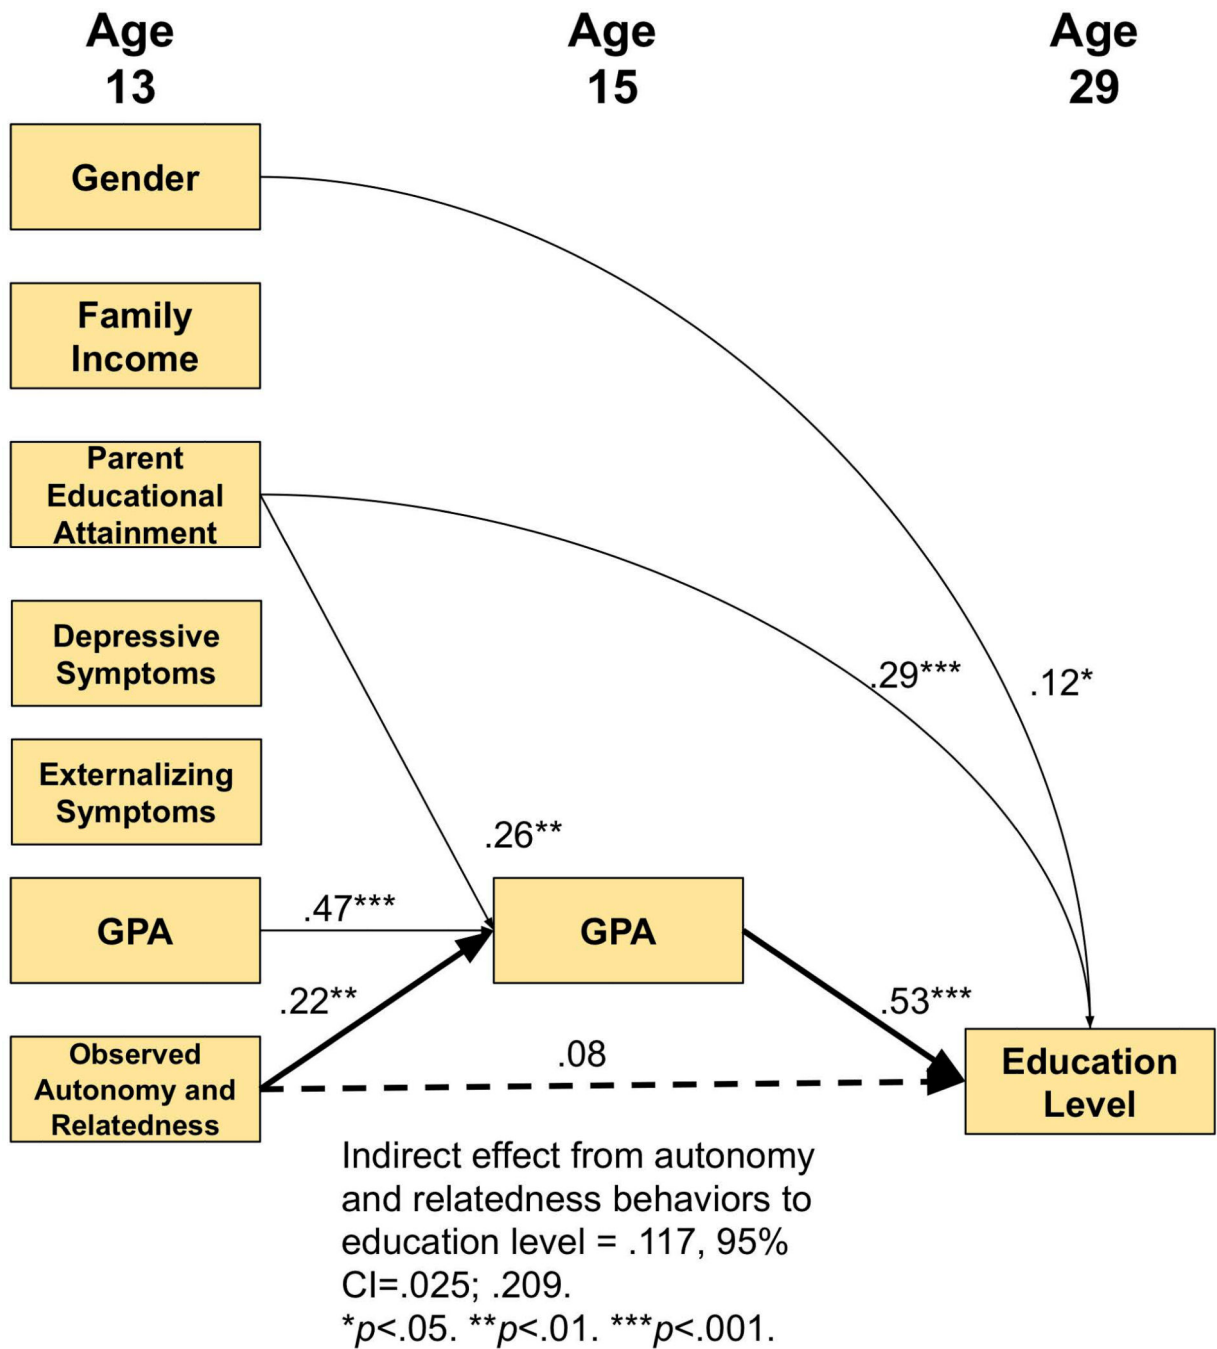 Age
13
Age
15
Age
29
Gender
Family
Income
Parent
Educational
Attainment
Depressive
Symptoms
Externalizing
Symptoms
GPA
Observed
Autonomy and
Relatedness
GPA
Education
Level
.29***
.12*
.26**
.47***
.22**
.53***
.08
Indirect effect from autonomy
and relatedness behaviors to
education level = .117, 95%
CI=.025; .209.
*p<.05. **p<.01. ***p<.001.